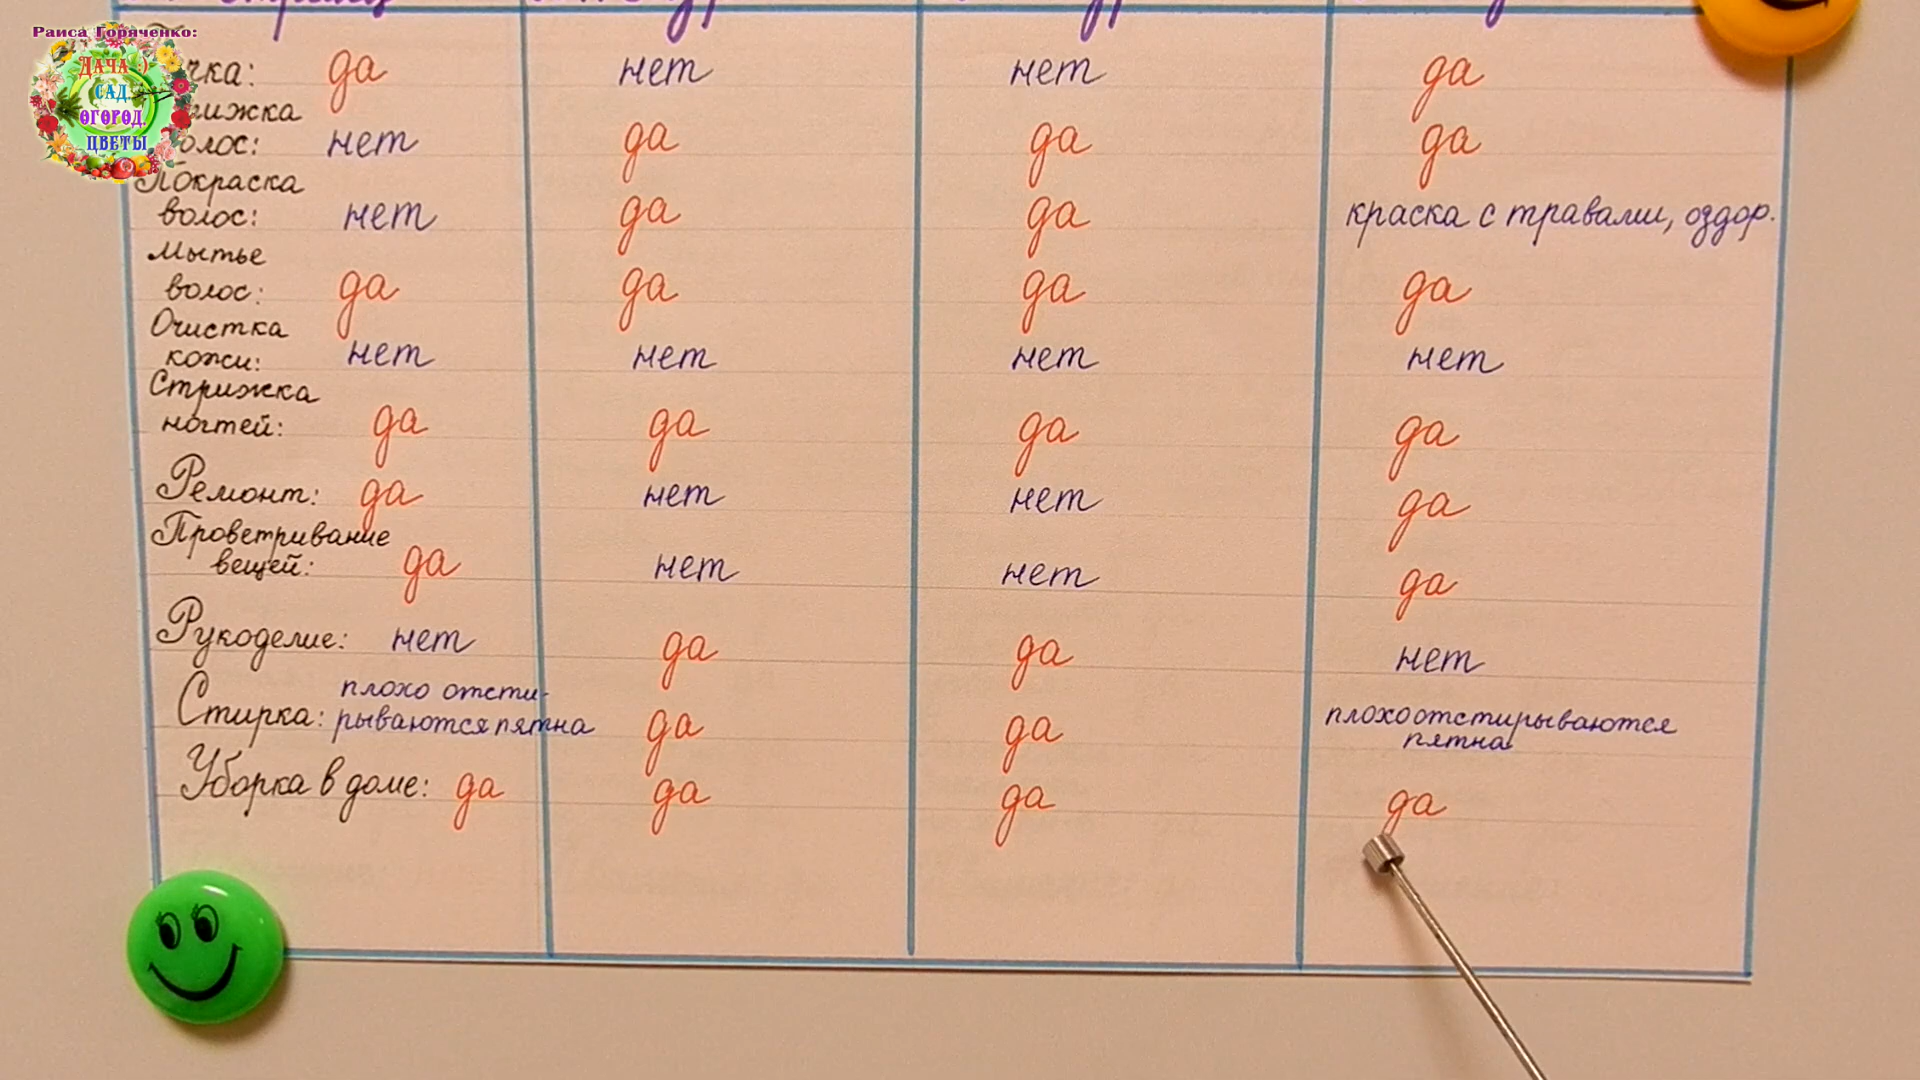 Раиса Горяченко:
Дача :)
сад,
огород,
цветы
да нет нет да
волос: нет да да да
Покраска
волос: нет да да краска с травами, оздор.
Мытье
волос: да да да да
Очистка
кожи: нет нет нет нет
Стрижка
ногтей: да да да да
Ремонт: да нет нет да
Проветривание
вещей: да нет нет да
Рукоделие: нет да да нет
плохо отсти-
Стирка: рываются пятна да да плохо отстирываются
пятна
Уборка в доме: да да да да